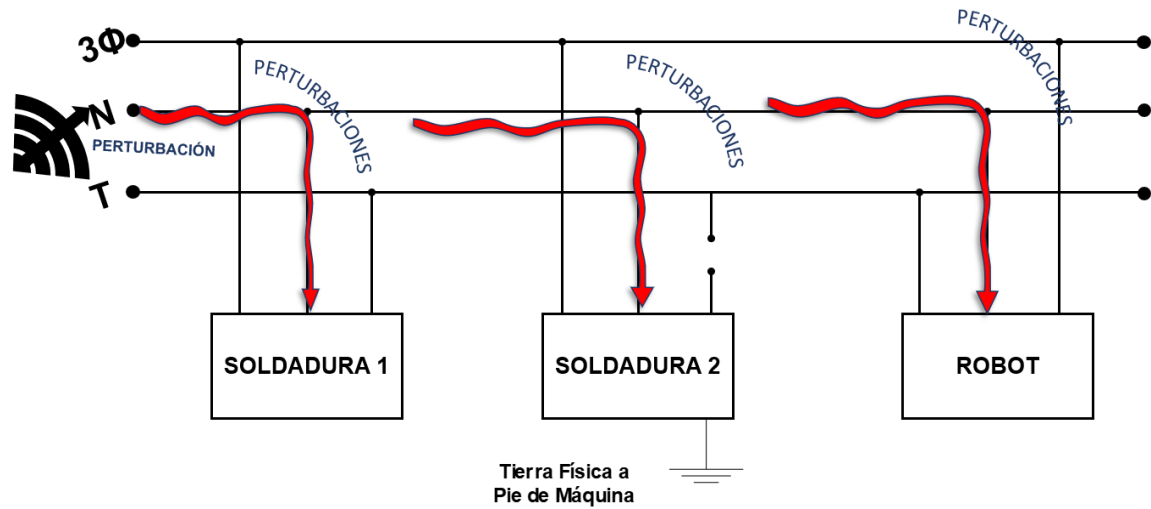 3Φ
PERTURBACIONES
PERTURBACIONES
PERTURBACIONES
N
PERTURBACIÓN
T
SOLDADURA 1
SOLDADURA 2
ROBOT
Tierra Física a
Pie de Máquina